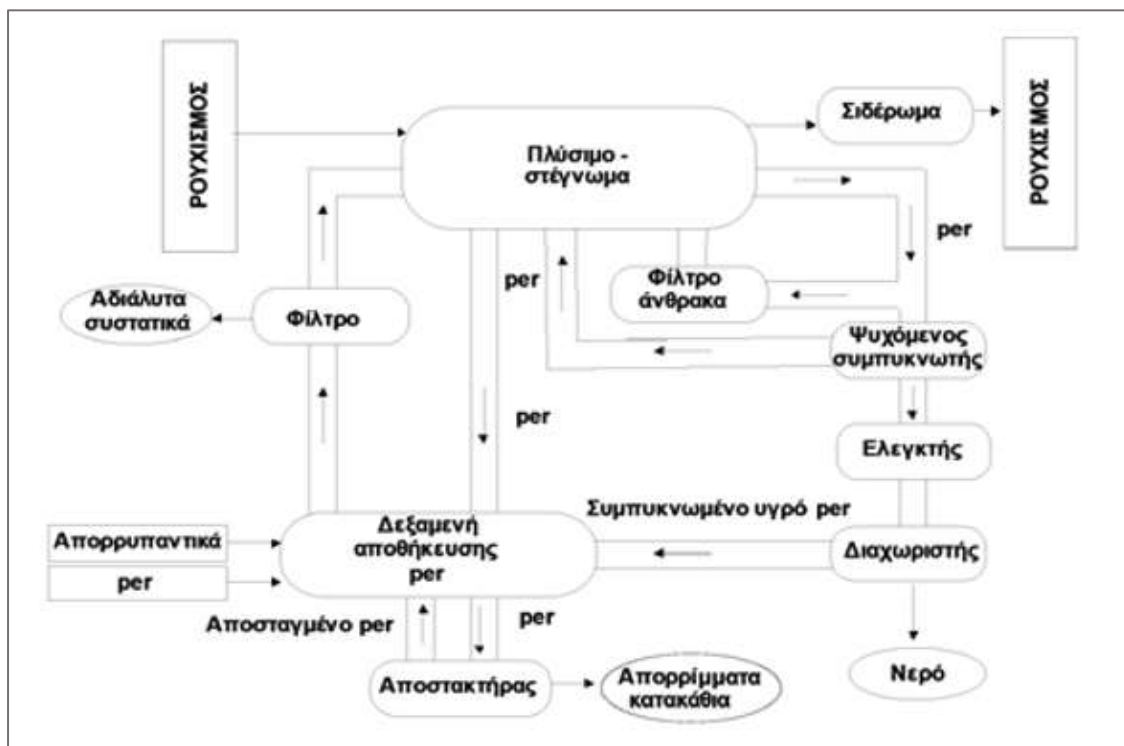 ΡΟΥΧΙΣΜΟΣ
Πλύσιμο -
στέγνωμα
Σιδέρωμα
ΡΟΥΧΙΣΜΟΣ
per
per
Φίλτρο
άνθρακα
Αδιάλυτα
συστατικά
Φίλτρο
Ψυχόμενος
συμπυκνωτής
per
Ελεγκτής
Συμπυκνωμένο υγρό per
Απορρυπαντικά
per
Δεξαμενή
αποθήκευσης
per
Διαχωριστής
Αποσταγμένο per
per
Αποστακτήρας
Απορρίμματα
κατακάθια
Νερό